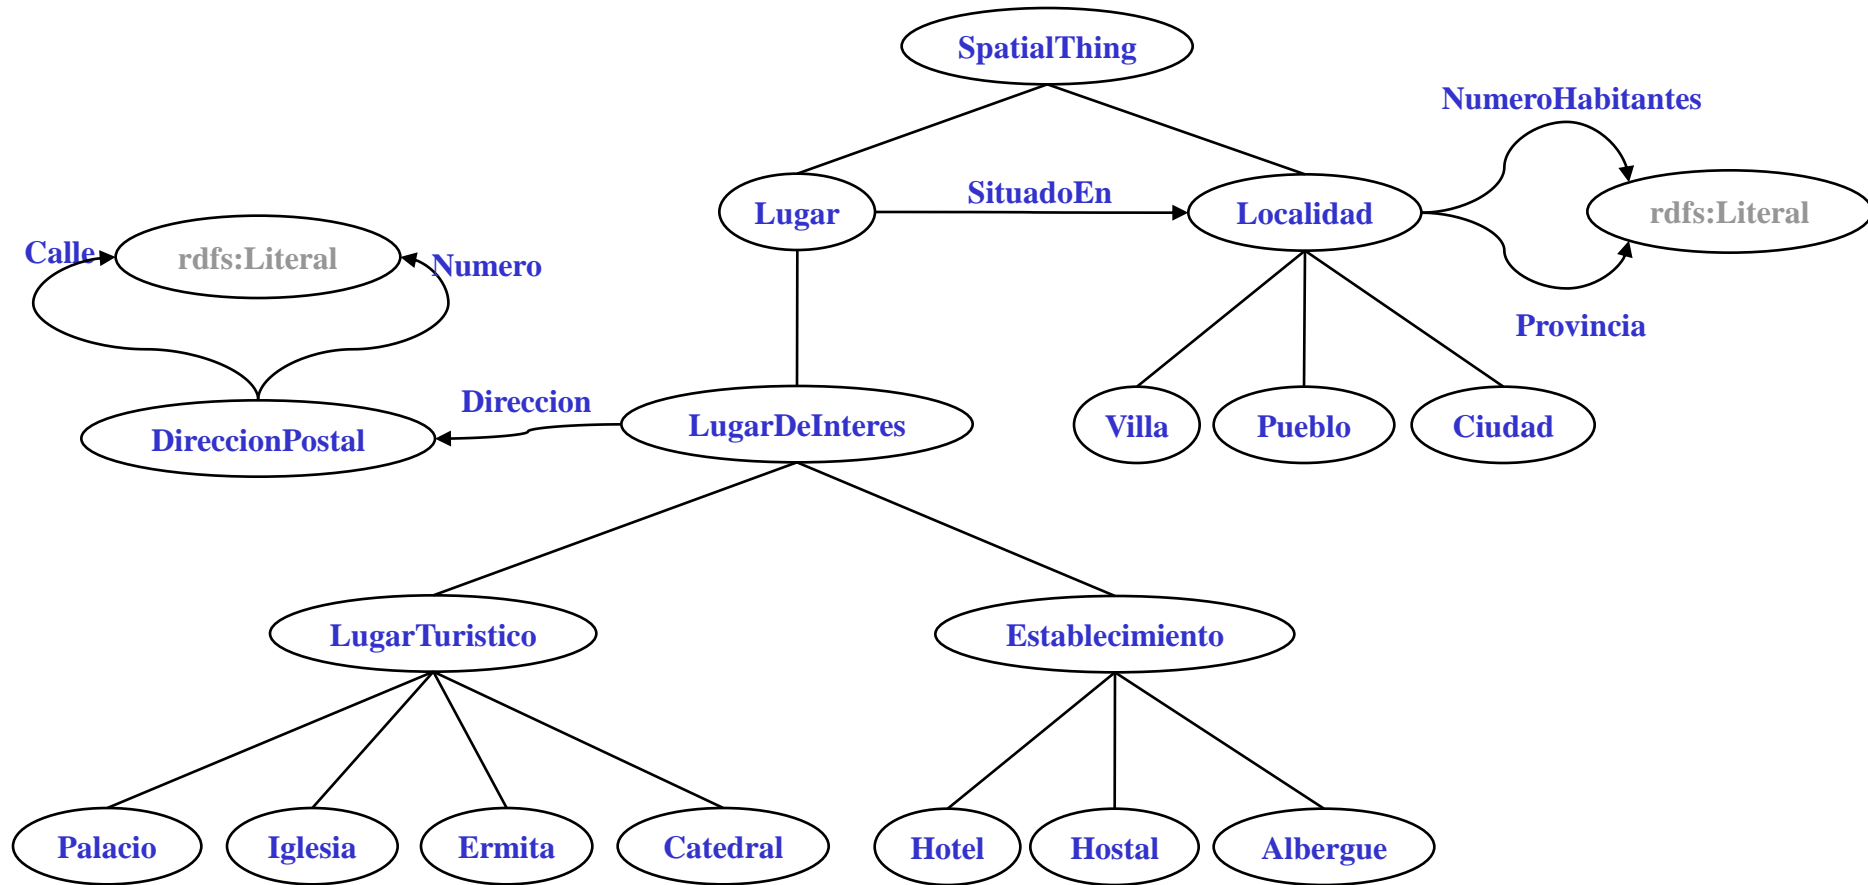 SpatialThing
NumeroHabitantes
SituadoEn
Lugar
Localidad
rdfs:Literal
Calle
rdfs:Literal
Numero
Provincia
Direccion
DireccionPostal
LugarDeInteres
Villa
Pueblo
Ciudad
LugarTuristico
Establecimiento
Palacio
Iglesia
Ermita
Catedral
Hotel
Hostal
Albergue